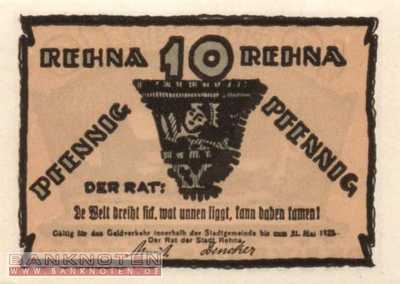 REHNA 10 REHNA
PFENNIG PFENNIG
DER RAT:
De Welt dreiht sick, wat unnen liggt, kann baben kamen!
Gültig für den Geldverkehr innerhalb der Stadtgemeinde bis zum 31. Mai 1922.
Der Rat der Stadt Rehna.
BANKNOTEN
WWW.BANKNOTEN.DE